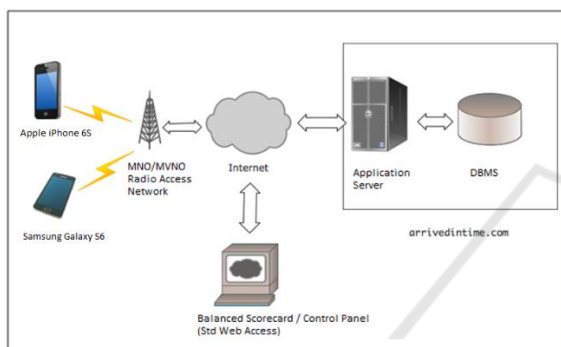 Apple iPhone 6S
Samsung Galaxy S6
MNO/MVNO
Radio Access
Network
Internet
Application
Server
DBMS
arrivedintime.com
Balanced Scorecard / Control Panel
(Std Web Access)